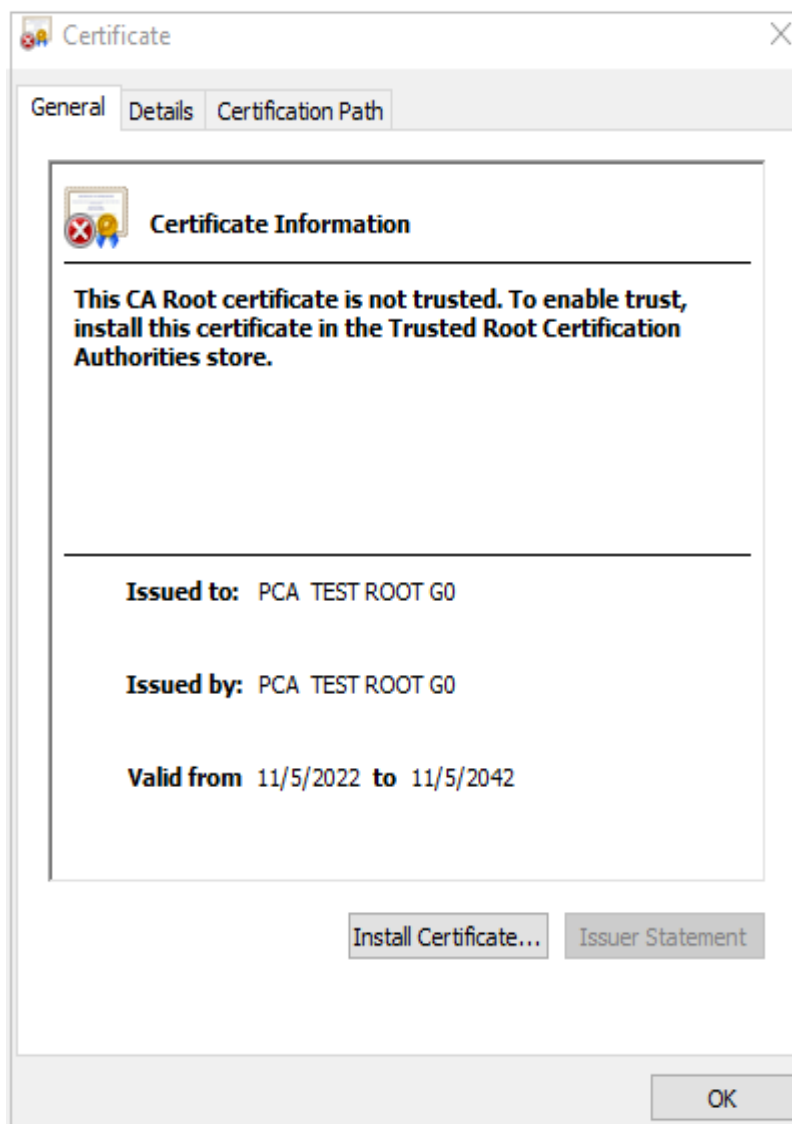 Certificate
General Details Certification Path
Certificate Information
This CA Root certificate is not trusted. To enable trust,
install this certificate in the Trusted Root Certification
Authorities store.
Issued to: PCA TEST ROOT G0
Issued by: PCA TEST ROOT G0
Valid from 11/5/2022 to 11/5/2042
Install Certificate... Issuer Statement
OK